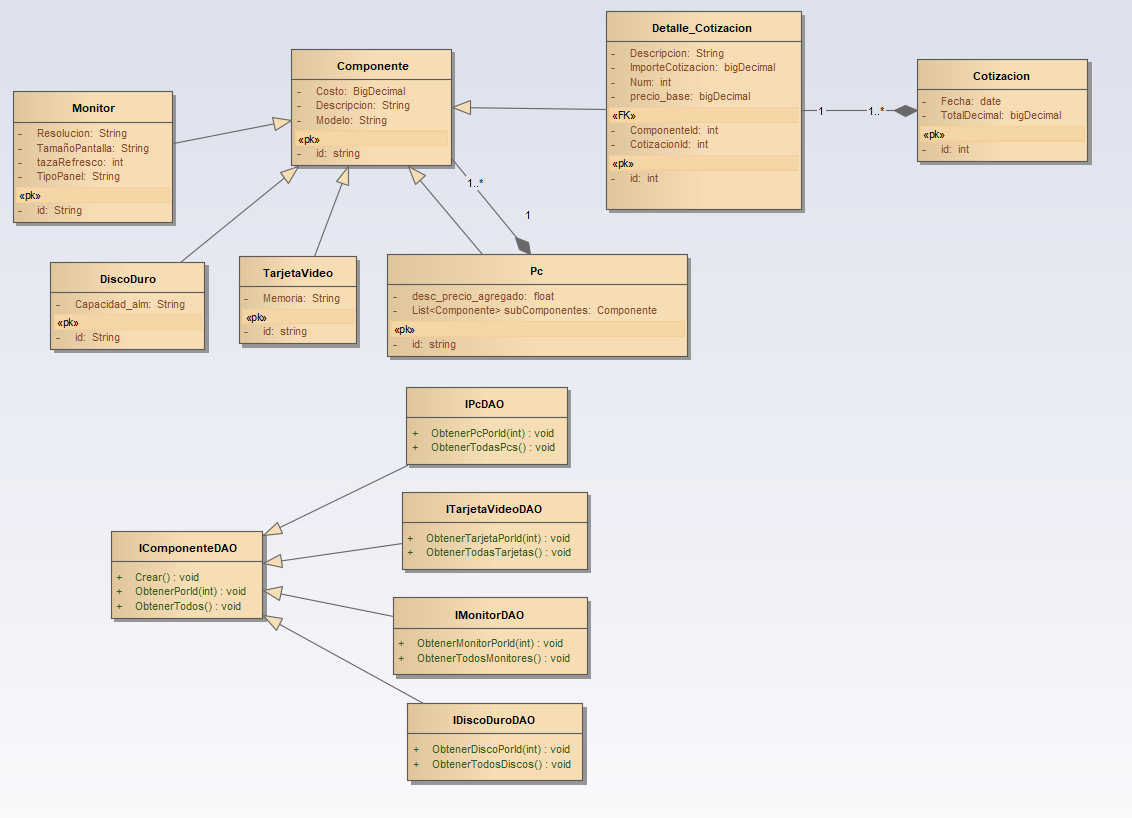 Monitor
- Resolucion: String
- TamañoPantalla: String
- tazaRefresco: int
- TipoPanel: String
«pk»
- id: String
Componente
- Costo: BigDecimal
- Descripcion: String
- Modelo: String
«pk»
- id: string
Detalle_Cotizacion
- Descripcion: String
- ImporteCotizacion: bigDecimal
- Num: int
- precio_base: bigDecimal
«FK»
- ComponenteId: int
- CotizacionId: int
«pk»
- id: int
1
1..*
Cotizacion
- Fecha: date
- TotalDecimal: bigDecimal
«pk»
- id: int
1..*
1
DiscoDuro
- Capacidad_alm: String
«pk»
- id: String
TarjetaVideo
- Memoria: String
«pk»
- id: string
Pc
- desc_precio_agregado: float
- List<Componente> subComponentes: Componente
«pk»
- id: string
IPcDAO
+ ObtenerPcPorId(int) : void
+ ObtenerTodasPcs() : void
ITarjetaVideoDAO
+ ObtenerTarjetaPorId(int) : void
+ ObtenerTodasTarjetas() : void
IComponenteDAO
+ Crear() : void
+ ObtenerPorId(int) : void
+ ObtenerTodos() : void
IMonitorDAO
+ ObtenerMonitorPorId(int) : void
+ ObtenerTodosMonitores() : void
IDiscoDuroDAO
+ ObtenerDiscoPorId(int) : void
+ ObtenerTodosDiscos() : void